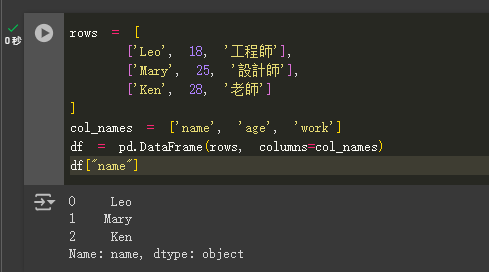 0 秒
rows = [
['Leo', 18, '工程師'],
['Mary', 25, '設計師'],
['Ken', 28, '老師']
]
col_names = ['name', 'age', 'work']
df = pd.DataFrame(rows, columns=col_names)
df["name"]
0 Leo
1 Mary
2 Ken
Name: name, dtype: object